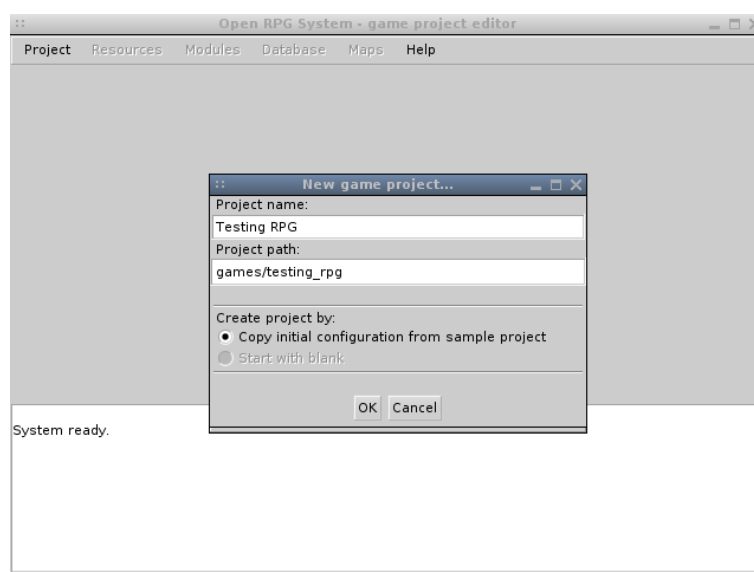 Open RPG System - game project editor
Project Resources Modules Database Maps Help
New game project...
Project name:
Testing RPG
Project path:
games/testing_rpg
Create project by:
Copy initial configuration from sample project
Start with blank
OK Cancel
System ready.